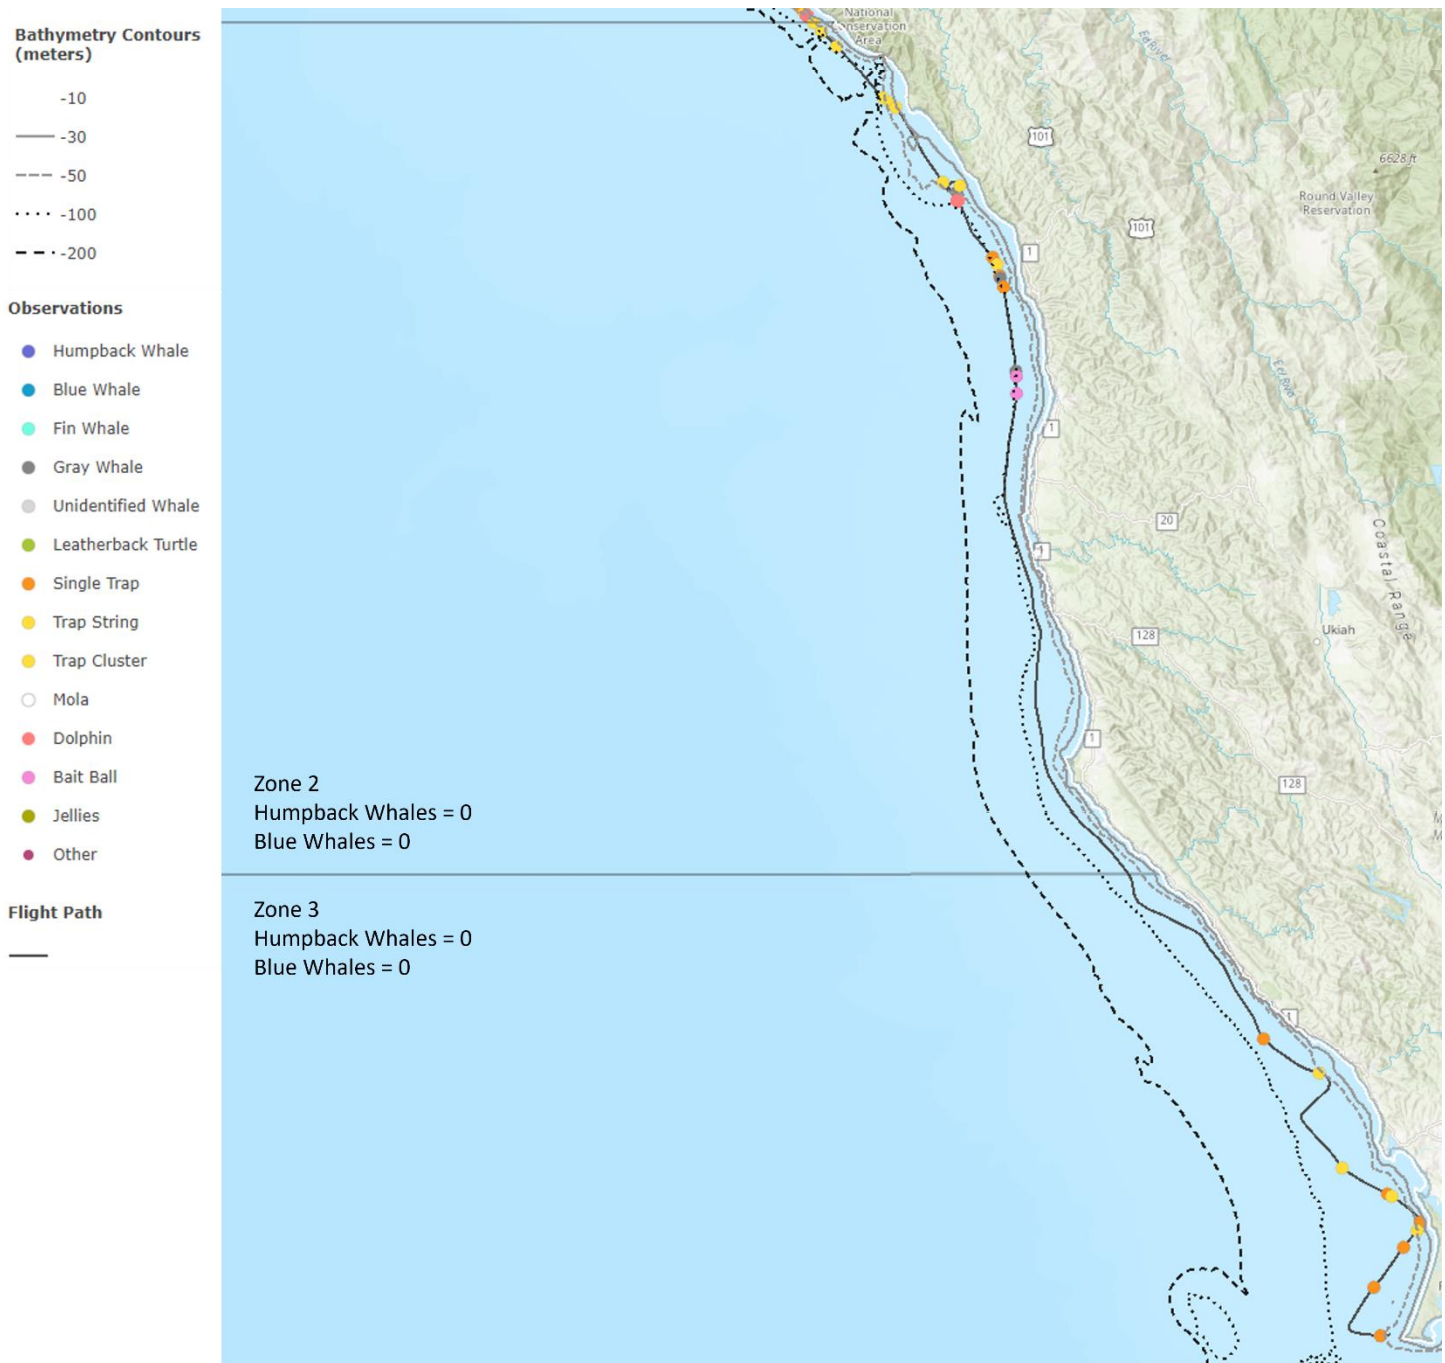 Bathymetry Contours
(meters)
-10
-30
-50
-100
-200
Observations
Humpback Whale
Blue Whale
Fin Whale
Gray Whale
Unidentified Whale
Leatherback Turtle
Single Trap
Trap String
Trap Cluster
Mola
Dolphin
Bait Ball
Jellies
Other
Flight Path
National
Conservation
Area
Eel River
101
6628 ft
Round Valley
Reservation
101
1
Eel River
1
20
Coastal Range
1
128
Ukiah
1
128
Zone 2
Humpback Whales = 0
Blue Whales = 0
Zone 3
Humpback Whales = 0
Blue Whales = 0
1